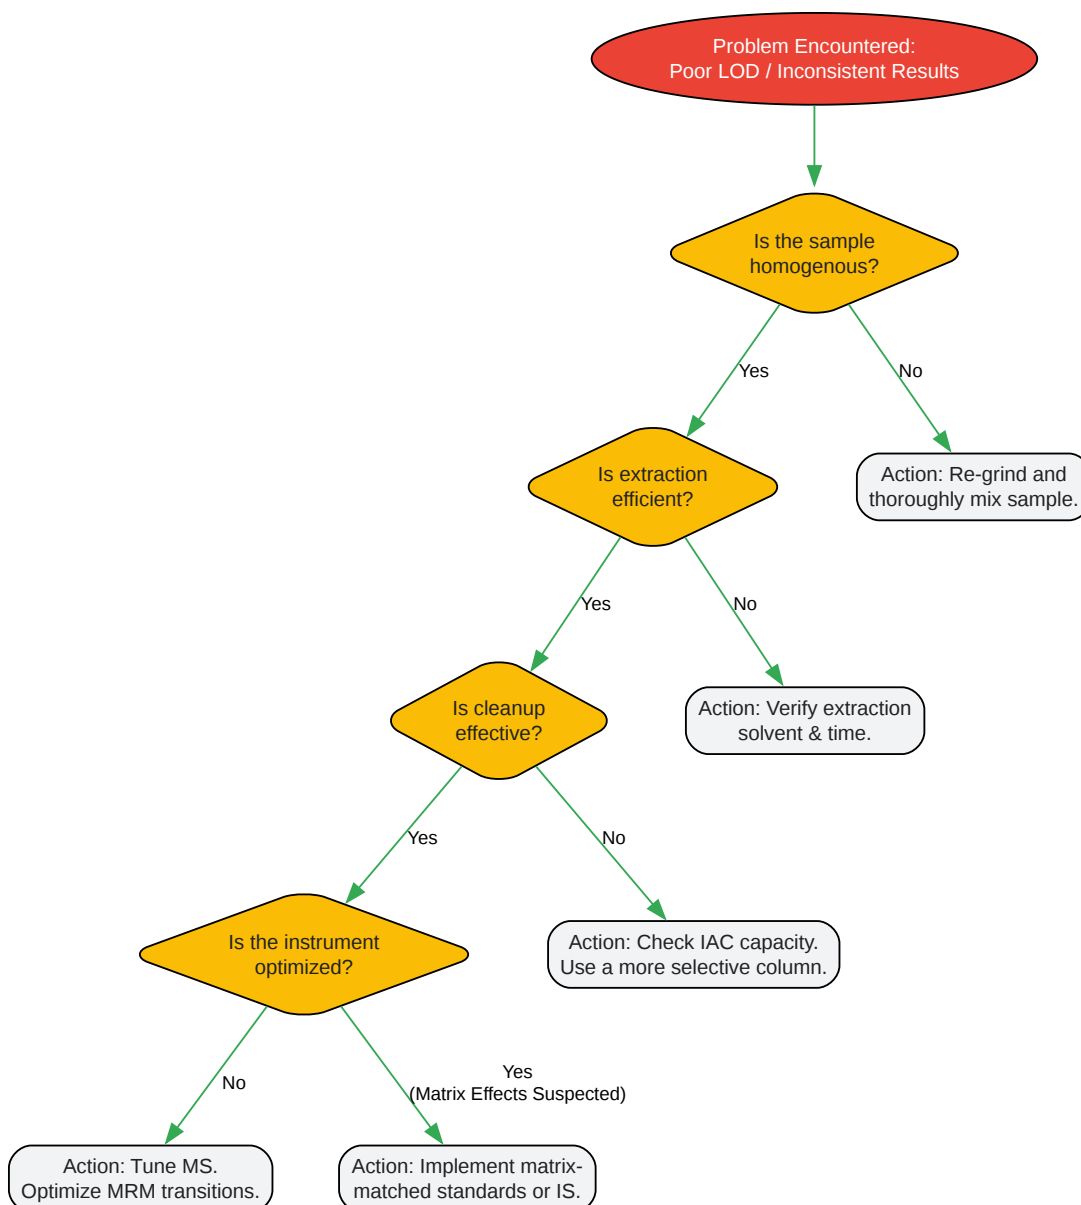 Problem Encountered:
Poor LOD / Inconsistent Results
Is the sample
homogenous?
Yes
No
Is extraction
efficient?
Action: Re-grind and
thoroughly mix sample.
Yes
No
Is cleanup
effective?
Action: Verify extraction
solvent & time.
Yes
No
Is the instrument
optimized?
Action: Check IAC capacity.
Use a more selective column.
No
Yes
(Matrix Effects Suspected)
Action: Tune MS.
Optimize MRM transitions.
Action: Implement matrix-
matched standards or IS.